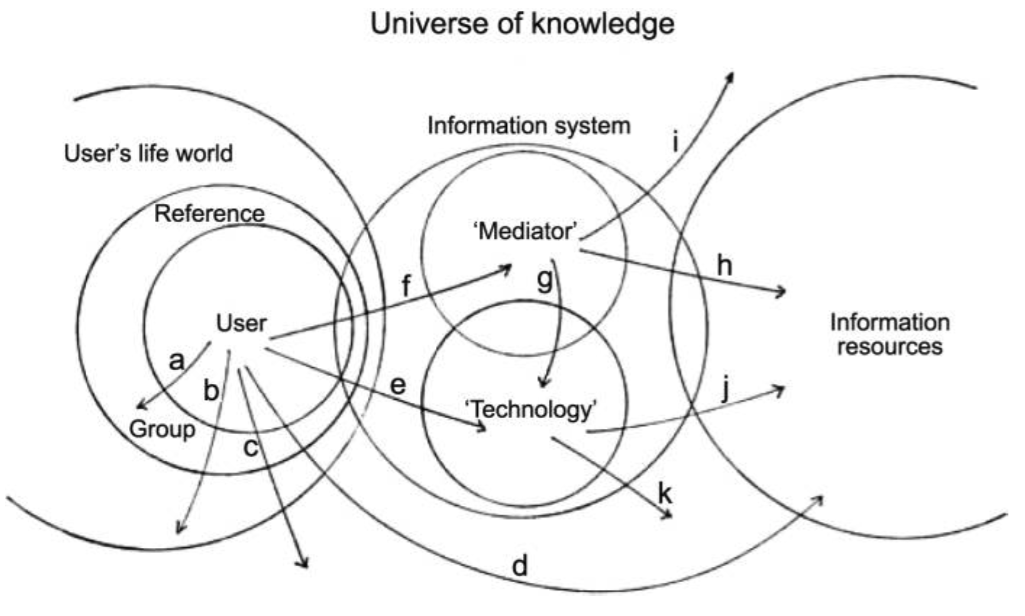 Universe of knowledge
Information system
User's life world
Reference
i
'Mediator'
h
f
g
User
Information
resources
a
b
e
j
'Technology'
Group
c
k
d